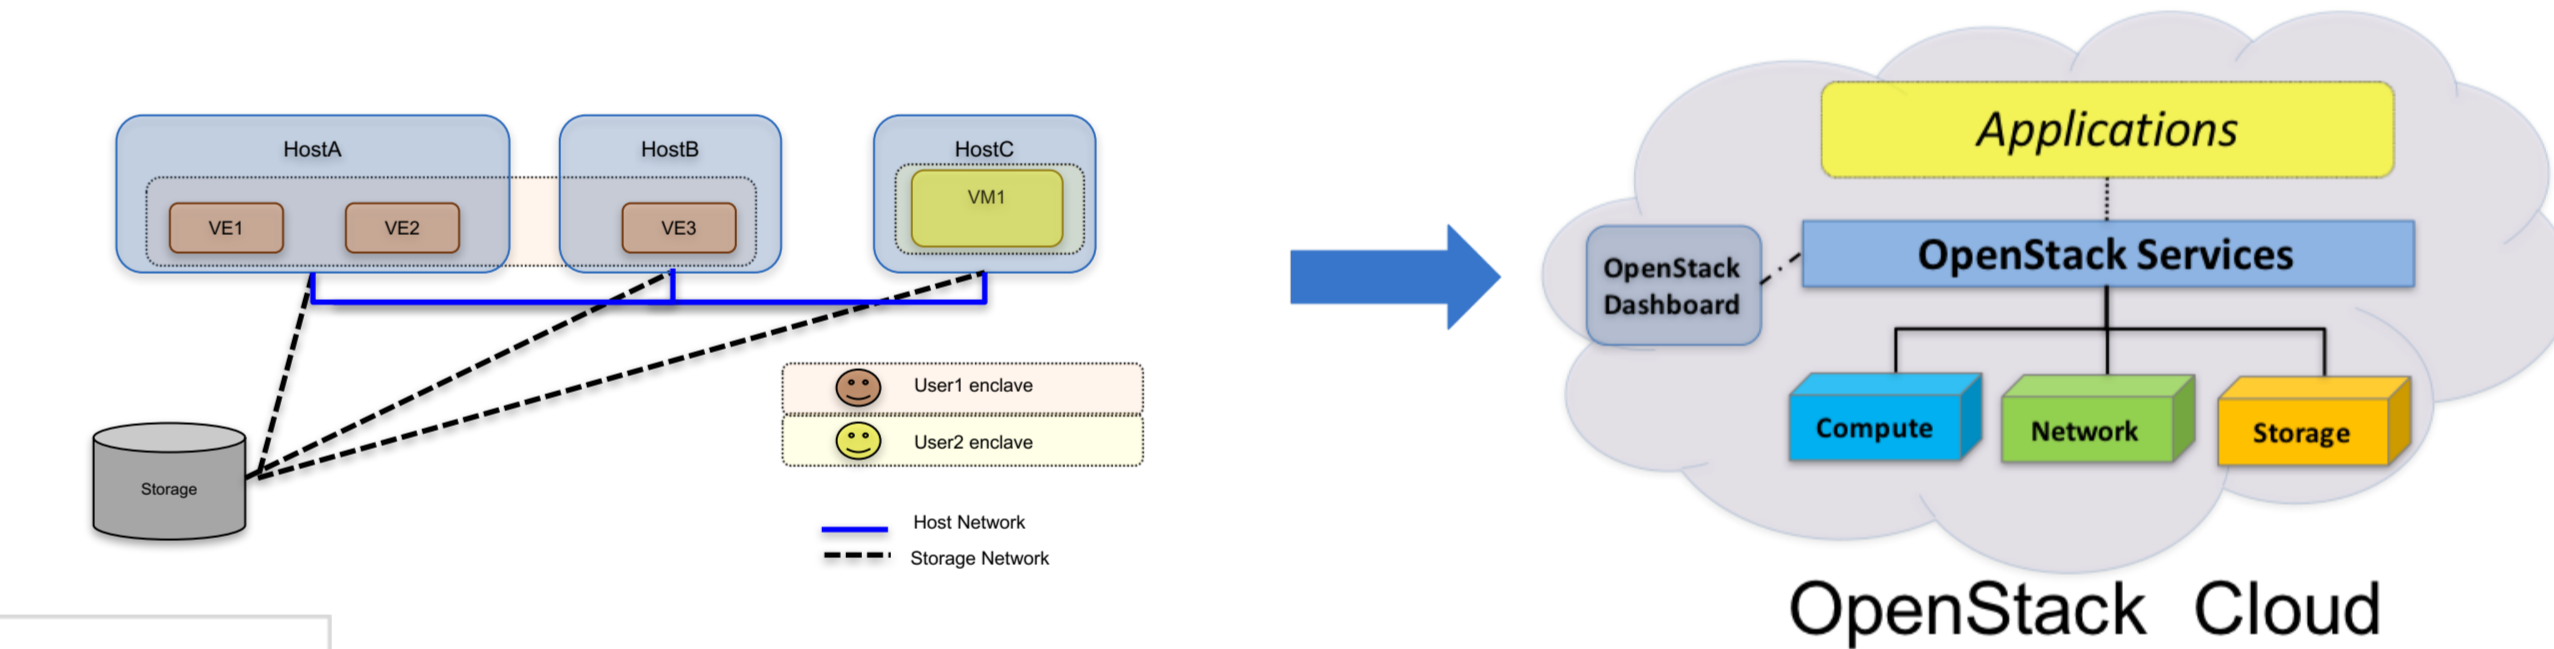 HostA
HostB
HostC
VE1
VE2
VE3
VM1
Storage
User1 enclave
User2 enclave
Host Network
Storage Network
Applications
OpenStack Services
OpenStack
Dashboard
Compute
Network
Storage
OpenStack Cloud